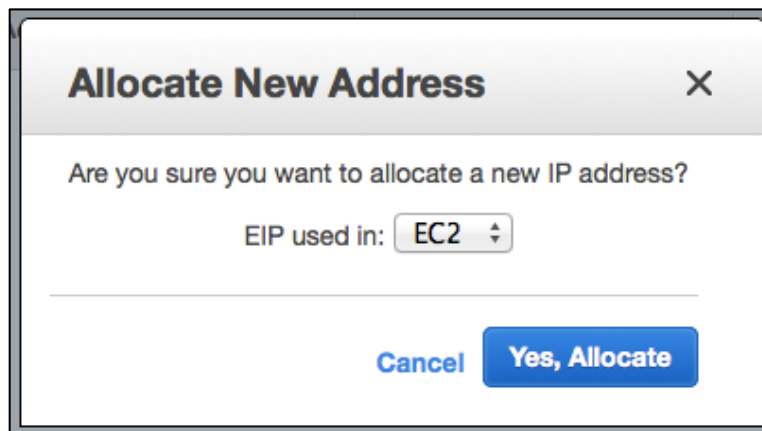 Allocate New Address
Are you sure you want to allocate a new IP address?
EIP used in: EC2
Cancel Yes, Allocate